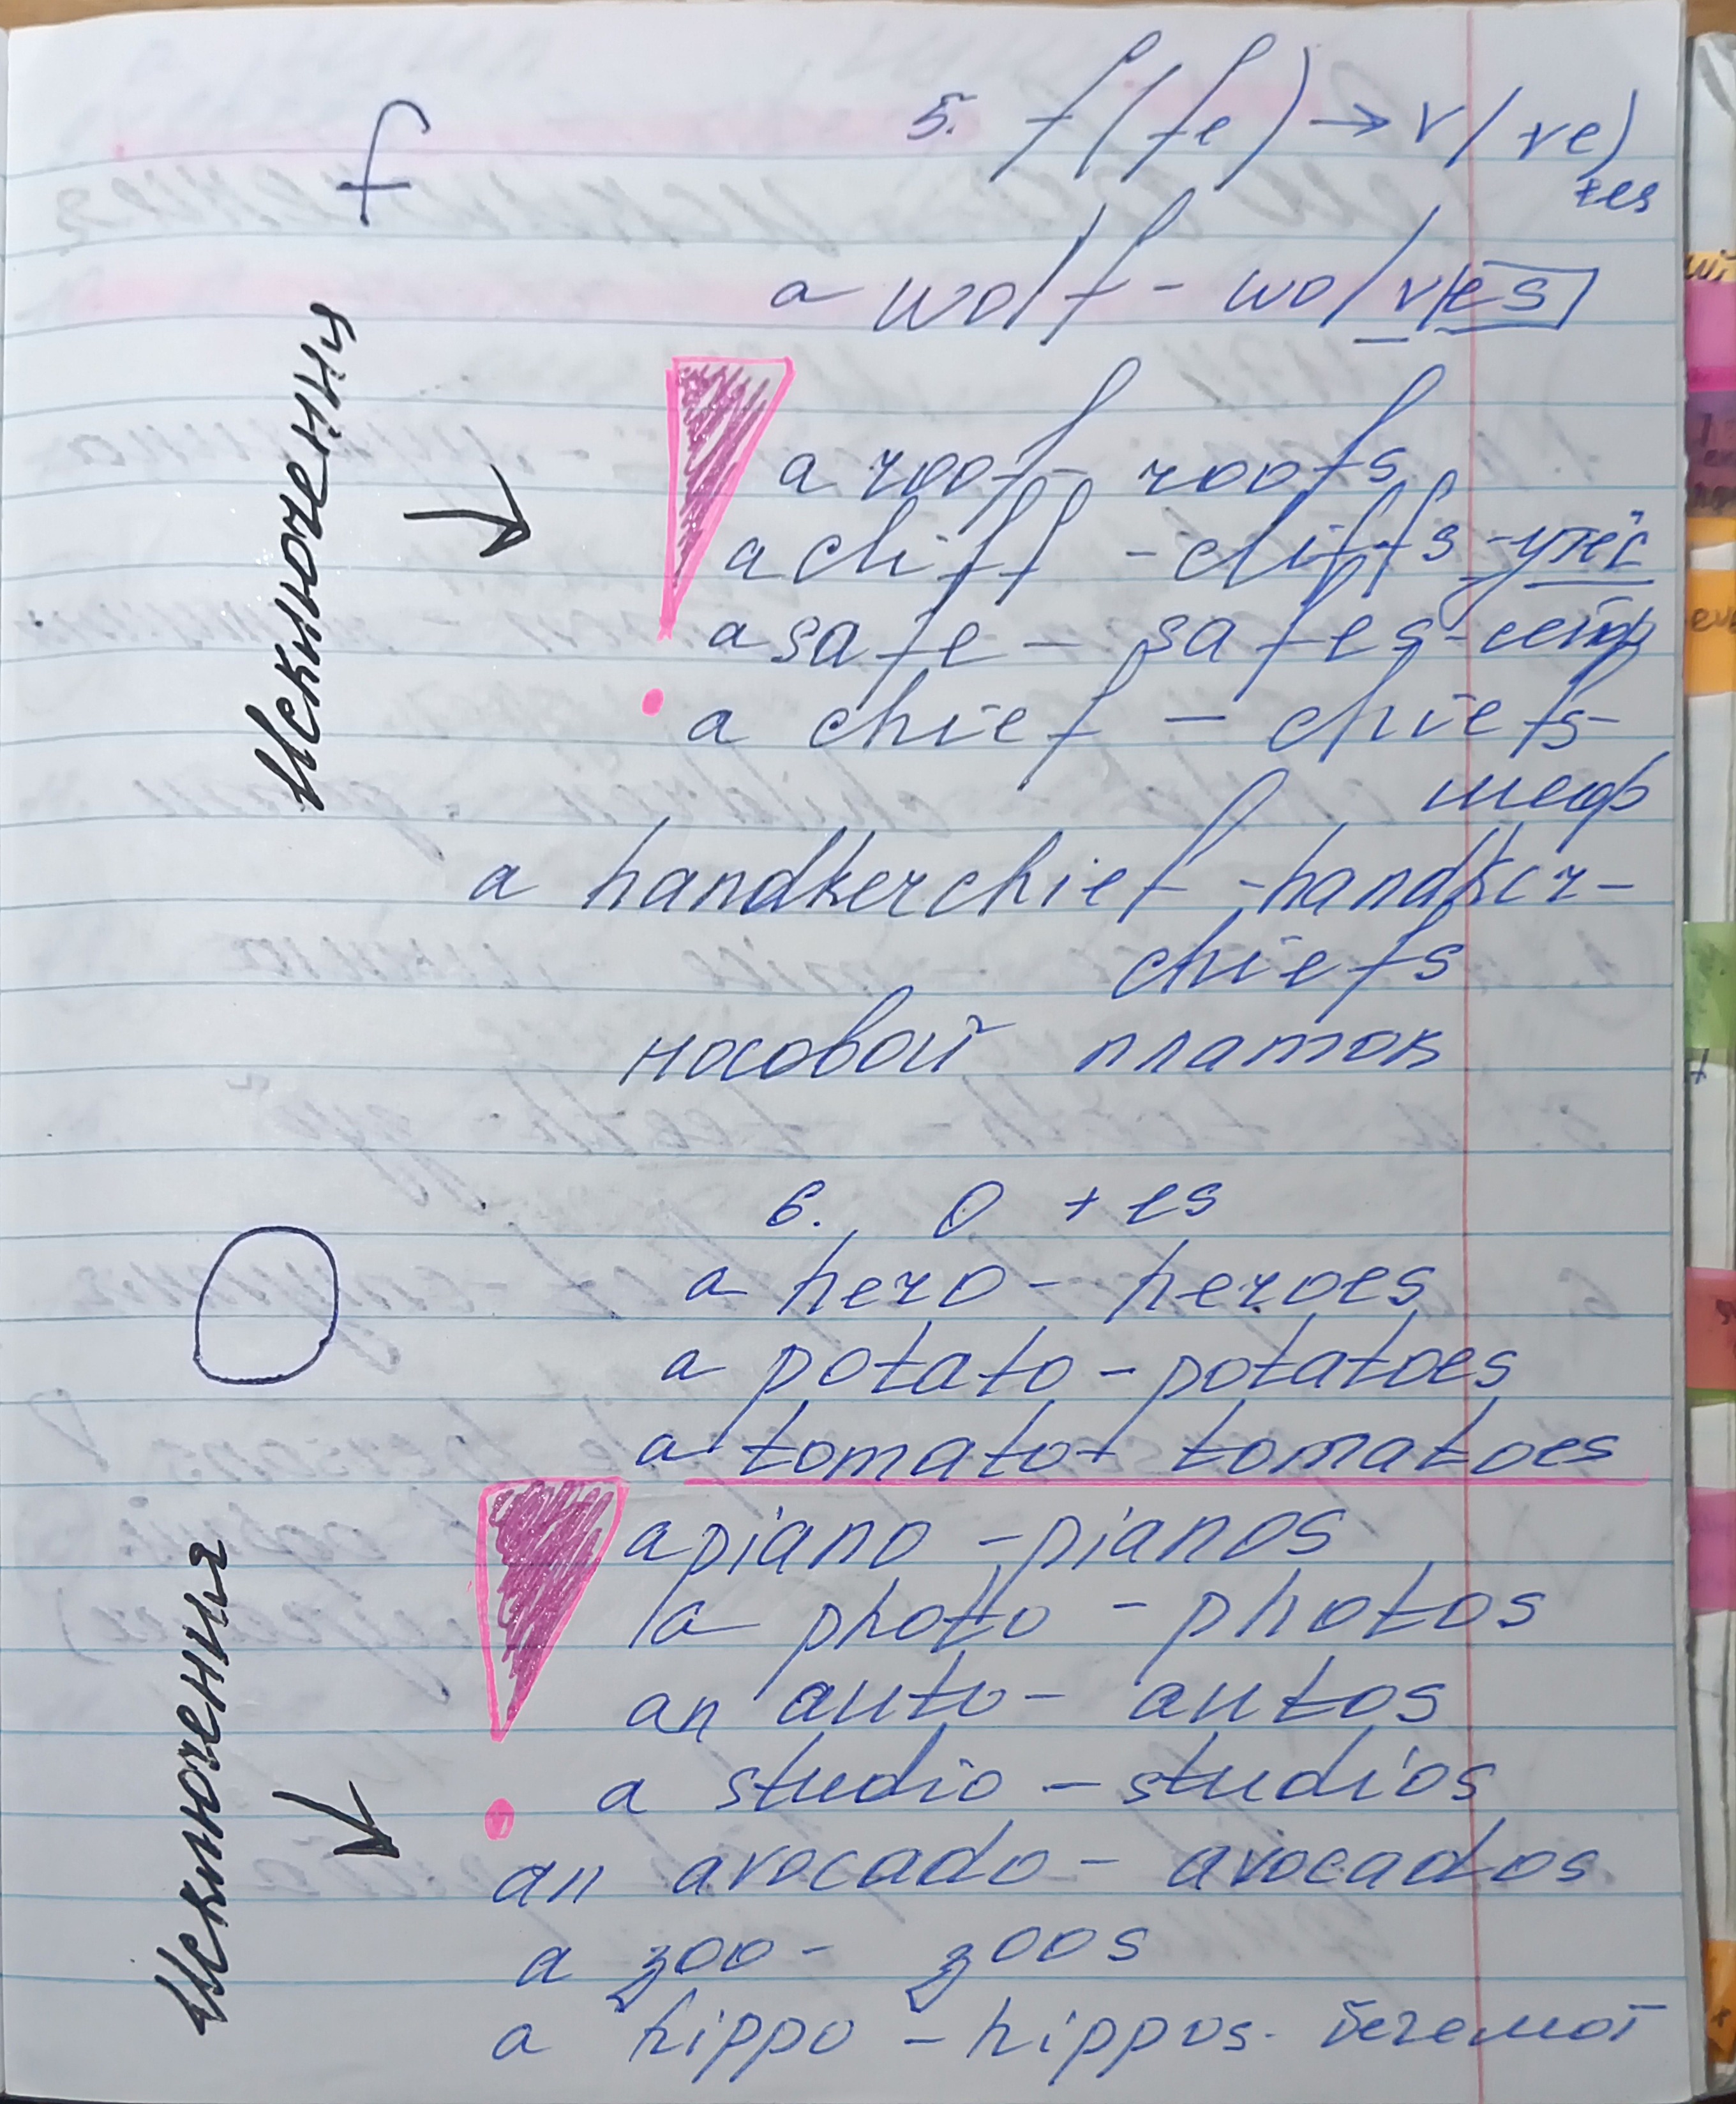 f
5. f(fe) → v(ve)
+es
a wolf - wolves
Исключения
a roof - roofs
a cliff - cliffs - утёс
a safe - safes - сейф
a chief - chiefs -
шеф
a handkerchief - handker-
chiefs
носовой платок
O
6. O + es
a hero - heroes
a potato - potatoes
a tomato - tomatoes
Исключения
a piano - pianos
a photo - photos
an auto - autos
a studio - studios
an avocado - avocados
a zoo - zoos
a hippo - hippos - бегемот